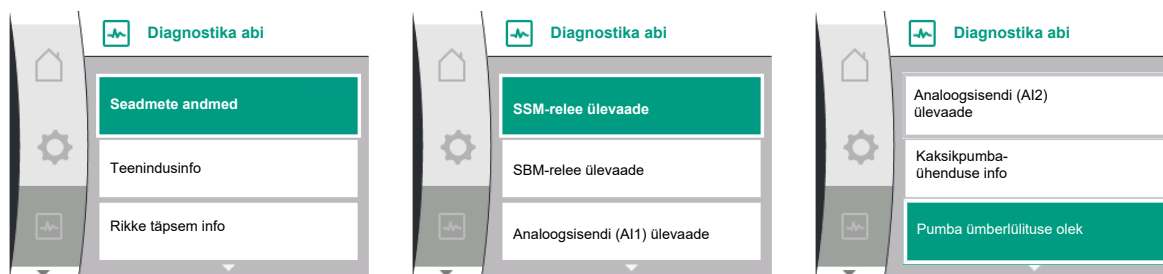 Diagnostika abi
Seadmete andmed
Teenindusinfo
Rikke täpsem info
Diagnostika abi
SSM-relee ülevaade
SBM-relee ülevaade
Analoogsisendi (AI1) ülevaade
Diagnostika abi
Analoogsisendi (AI2)
ülevaade
Kaksikpumba-
ühenduse info
Pumba ümberlülituse olek